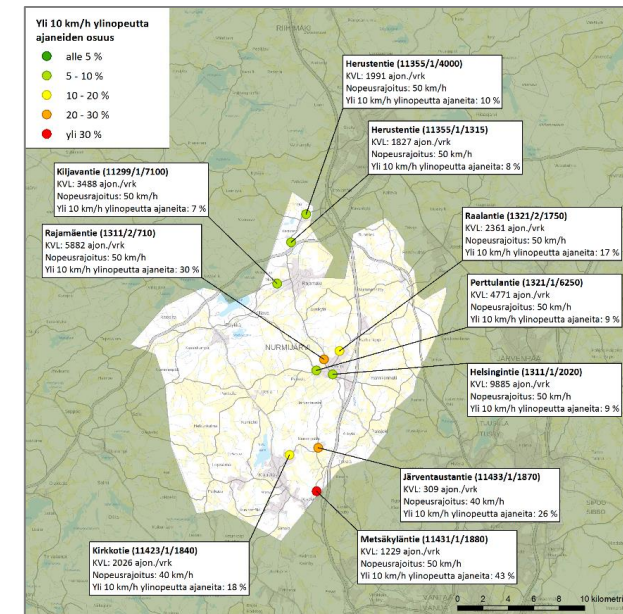 Yli 10 km/h ylinopeutta
ajaneiden osuus
alle 5 %
5 - 10 %
10 - 20 %
20 - 30 %
yli 30 %
Herustentie (11355/1/4000)
KVL: 1991 ajon./vrk
Nopeusrajoitus: 50 km/h
Yli 10 km/h ylinopeutta ajaneita: 10 %
Herustentie (11355/1/1315)
KVL: 1827 ajon./vrk
Nopeusrajoitus: 50 km/h
Yli 10 km/h ylinopeutta ajaneita: 8 %
Kiljavantie (11299/1/7100)
KVL: 3488 ajon./vrk
Nopeusrajoitus: 50 km/h
Yli 10 km/h ylinopeutta ajaneita: 7 %
Raalantie (1321/2/1750)
KVL: 2361 ajon./vrk
Nopeusrajoitus: 50 km/h
Yli 10 km/h ylinopeutta ajaneita: 17 %
Rajamäentie (1311/2/710)
KVL: 5882 ajon./vrk
Nopeusrajoitus: 50 km/h
Yli 10 km/h ylinopeutta ajaneita: 30 %
Perttulantie (1321/1/6250)
KVL: 4771 ajon./vrk
Nopeusrajoitus: 50 km/h
Yli 10 km/h ylinopeutta ajaneita: 9 %
NURMIJÄRVI
Helsingintie (1311/1/2020)
KVL: 9885 ajon./vrk
Nopeusrajoitus: 50 km/h
Yli 10 km/h ylinopeutta ajaneita: 9 %
Järventaustantie (11433/1/1870)
KVL: 309 ajon./vrk
Nopeusrajoitus: 40 km/h
Yli 10 km/h ylinopeutta ajaneita: 26 %
Kirkkotie (11423/1/1840)
KVL: 2026 ajon./vrk
Nopeusrajoitus: 40 km/h
Yli 10 km/h ylinopeutta ajaneita: 18 %
Metsäkyläntie (11431/1/1880)
KVL: 1229 ajon./vrk
Nopeusrajoitus: 50 km/h
Yli 10 km/h ylinopeutta ajaneita: 43 %
0 2 4 6 8 10 kilometri